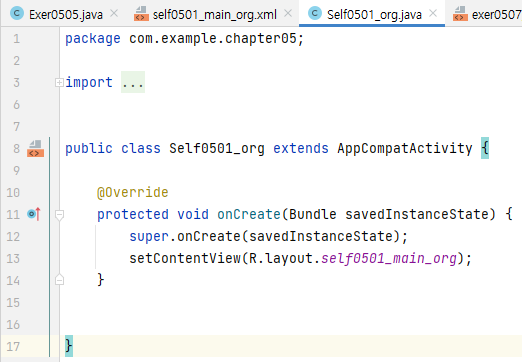 Exer0505.java
self0501_main_org.xml
Self0501_org.java
exer0507
1 package com.example.chapter05;
2
3 import ...
6
7
8 public class Self0501_org extends AppCompatActivity {
9
10 @Override
11 protected void onCreate(Bundle savedInstanceState) {
12 super.onCreate(savedInstanceState);
13 setContentView(R.layout.self0501_main_org);
14 }
15
16
17 }